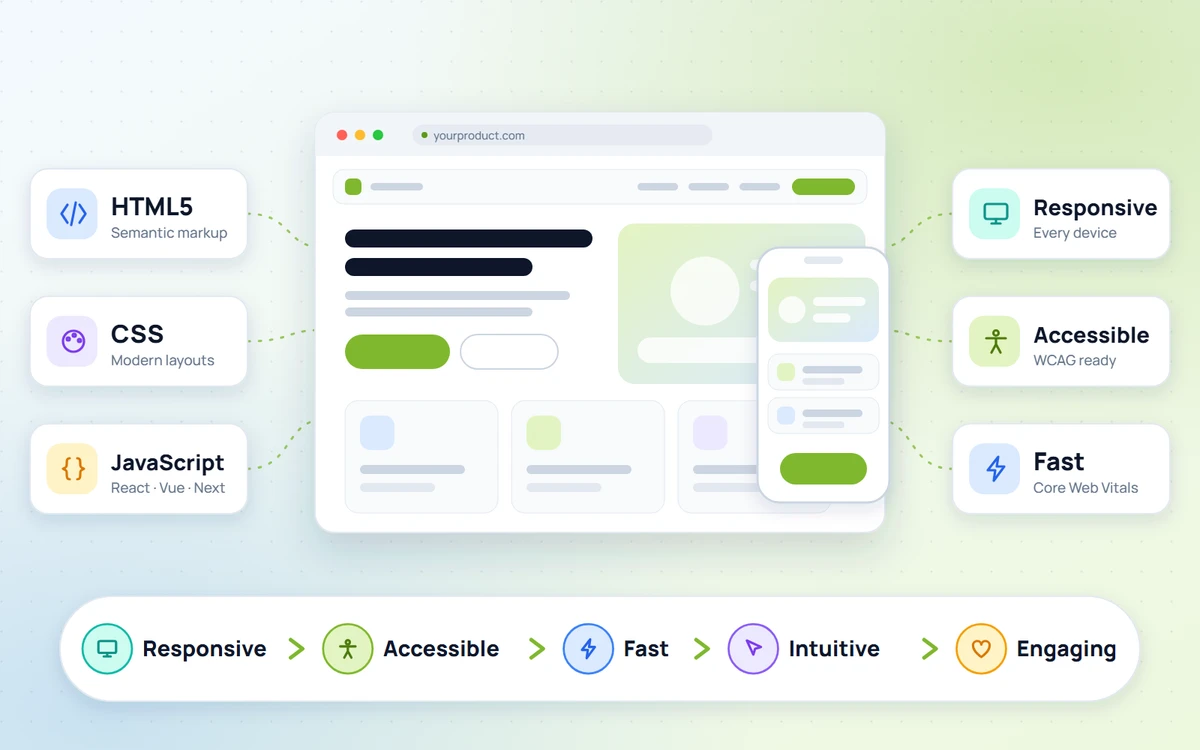 yourproduct.com
HTML5
Semantic markup
CSS
Modern layouts
JavaScript
React · Vue · Next
Responsive
Every device
Accessible
WCAG ready
Fast
Core Web Vitals
Responsive
Accessible
Fast
Intuitive
Engaging